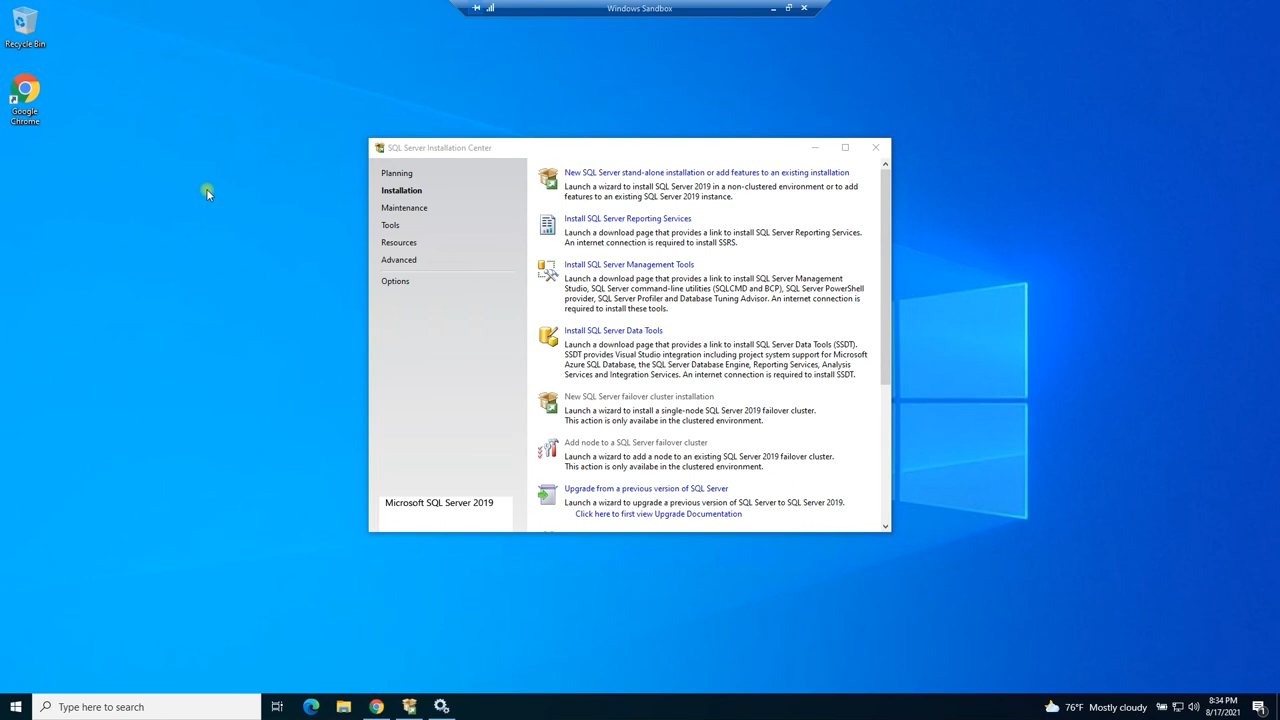 Windows Sandbox
Recycle Bin
Google
Chrome
SQL Server Installation Center
Planning
Installation
Maintenance
Tools
Resources
Advanced
Options
Microsoft SQL Server 2019
New SQL Server stand-alone installation or add features to an existing installation
Launch a wizard to install SQL Server 2019 in a non-clustered environment or to add
features to an existing SQL Server 2019 instance.
Install SQL Server Reporting Services
Launch a download page that provides a link to install SQL Server Reporting Services.
An internet connection is required to install SSRS.
Install SQL Server Management Tools
Launch a download page that provides a link to install SQL Server Management
Studio, SQL Server command-line utilities (SQLCMD and BCP), SQL Server PowerShell
provider, SQL Server Profiler and Database Tuning Advisor. An internet connection is
required to install these tools.
Install SQL Server Data Tools
Launch a download page that provides a link to install SQL Server Data Tools (SSDT).
SSDT provides Visual Studio integration including project system support for Microsoft
Azure SQL Database, the SQL Server Database Engine, Reporting Services, Analysis
Services and Integration Services. An internet connection is required to install SSDT.
New SQL Server failover cluster installation
Launch a wizard to install a single-node SQL Server 2019 failover cluster.
This action is only availabe in the clustered environment.
Add node to a SQL Server failover cluster
Launch a wizard to add a node to an existing SQL Server 2019 failover cluster.
This action is only availabe in the clustered environment.
Upgrade from a previous version of SQL Server
Launch a wizard to upgrade a previous version of SQL Server to SQL Server 2019.
Click here to first view Upgrade Documentation
Type here to search
76°F Mostly cloudy
8:34 PM
8/17/2021
1